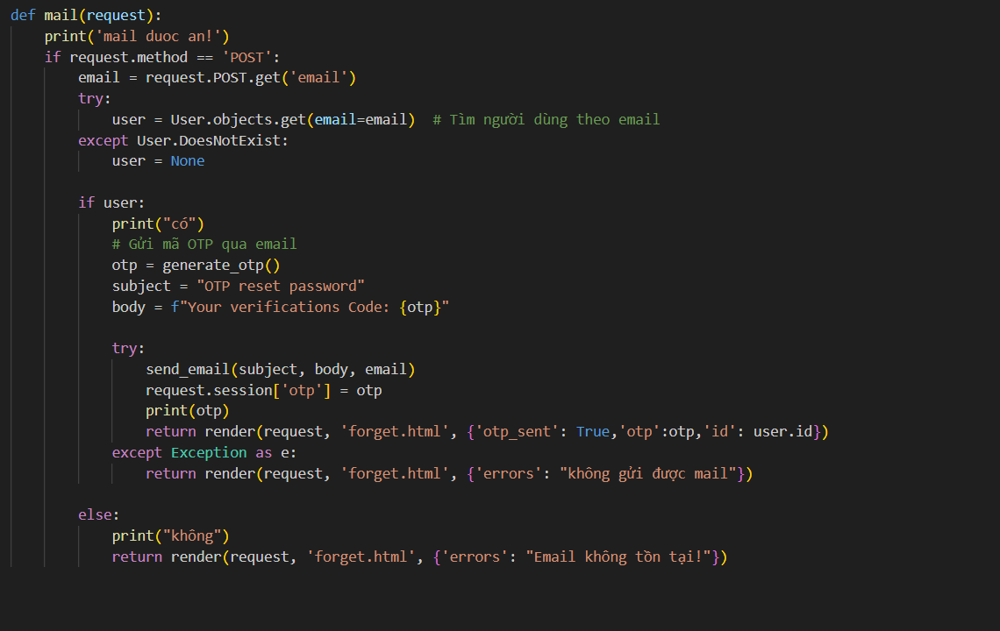 def mail(request):
    print('mail duoc an!')
    if request.method == 'POST':
        email = request.POST.get('email')
        try:
            user = User.objects.get(email=email)  # Tìm người dùng theo email
        except User.DoesNotExist:
            user = None

        if user:
            print("có")
            # Gửi mã OTP qua email
            otp = generate_otp()
            subject = "OTP reset password"
            body = f"Your verifications Code: {otp}"

            try:
                send_email(subject, body, email)
                request.session['otp'] = otp
                print(otp)
                return render(request, 'forget.html', {'otp_sent': True,'otp':otp,'id': user.id})
            except Exception as e:
                return render(request, 'forget.html', {'errors': "không gửi được mail"})

        else:
            print("không")
            return render(request, 'forget.html', {'errors': "Email không tồn tại!"})